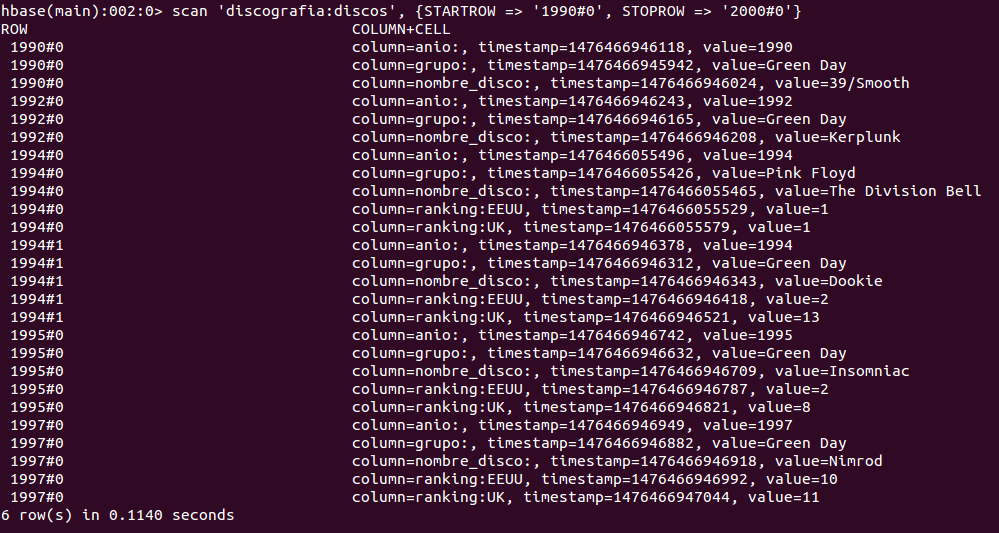 hbase(main):002:0> scan 'discografia:discos', {STARTROW => '1990#0', STOPROW => '2000#0'}
ROW COLUMN+CELL
1990#0 column=anio:, timestamp=1476466946118, value=1990
1990#0 column=grupo:, timestamp=1476466945942, value=Green Day
1990#0 column=nombre_disco:, timestamp=1476466946024, value=39/Smooth
1992#0 column=anio:, timestamp=1476466946243, value=1992
1992#0 column=grupo:, timestamp=1476466946165, value=Green Day
1992#0 column=nombre_disco:, timestamp=1476466946208, value=Kerplunk
1994#0 column=anio:, timestamp=1476466055496, value=1994
1994#0 column=grupo:, timestamp=1476466055426, value=Pink Floyd
1994#0 column=nombre_disco:, timestamp=1476466055465, value=The Division Bell
1994#0 column=ranking:EEUU, timestamp=1476466055529, value=1
1994#0 column=ranking:UK, timestamp=1476466055579, value=1
1994#1 column=anio:, timestamp=1476466946378, value=1994
1994#1 column=grupo:, timestamp=1476466946312, value=Green Day
1994#1 column=nombre_disco:, timestamp=1476466946343, value=Dookie
1994#1 column=ranking:EEUU, timestamp=1476466946418, value=2
1994#1 column=ranking:UK, timestamp=1476466946521, value=13
1995#0 column=anio:, timestamp=1476466946742, value=1995
1995#0 column=grupo:, timestamp=1476466946632, value=Green Day
1995#0 column=nombre_disco:, timestamp=1476466946709, value=Insomniac
1995#0 column=ranking:EEUU, timestamp=1476466946787, value=2
1995#0 column=ranking:UK, timestamp=1476466946821, value=8
1997#0 column=anio:, timestamp=1476466946949, value=1997
1997#0 column=grupo:, timestamp=1476466946882, value=Green Day
1997#0 column=nombre_disco:, timestamp=1476466946918, value=Nimrod
1997#0 column=ranking:EEUU, timestamp=1476466946992, value=10
1997#0 column=ranking:UK, timestamp=1476466947044, value=11
6 row(s) in 0.1140 seconds